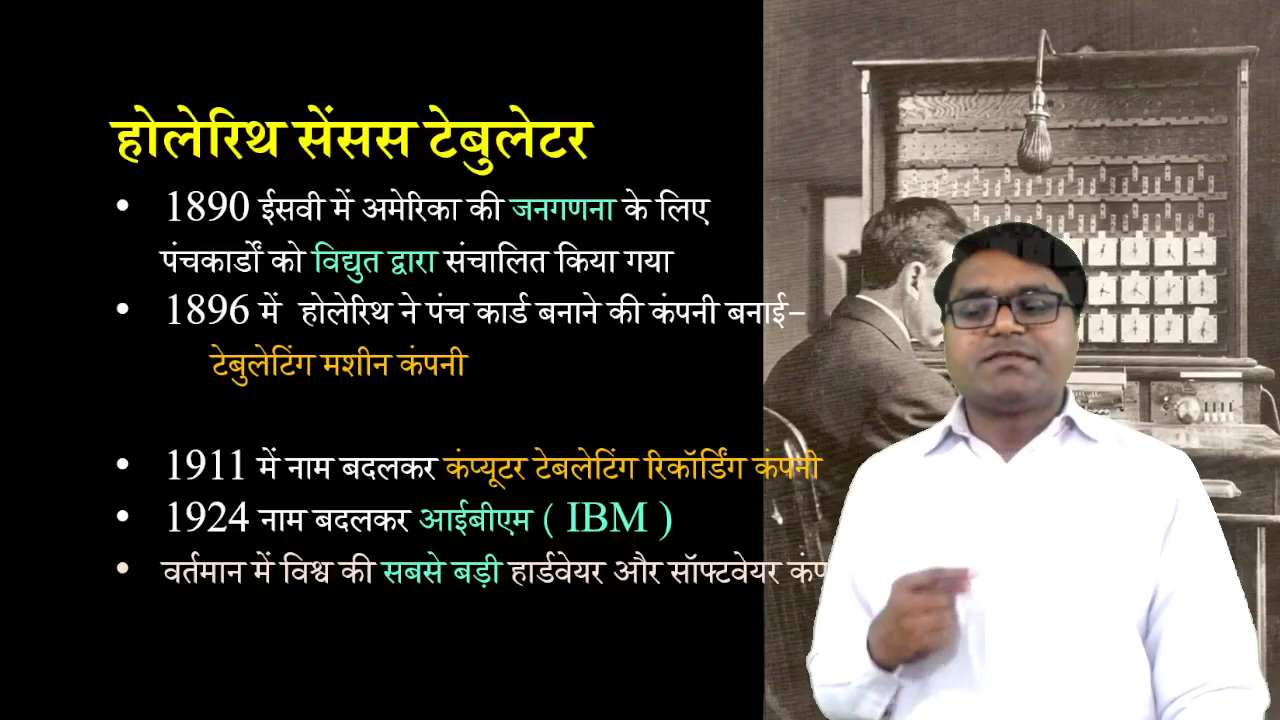 होलेरिथ सेंसस टेबुलेटर
• 1890 ईसवी में अमेरिका की जनगणना के लिए
पंचकार्डों को विद्युत द्वारा संचालित किया गया
• 1896 में होलेरिथ ने पंच कार्ड बनाने की कंपनी बनाई–
टेबुलेटिंग मशीन कंपनी
• 1911 में नाम बदलकर कंप्यूटर टेबलेटिंग रिकॉर्डिंग कंपनी
• 1924 नाम बदलकर आईबीएम ( IBM )
• वर्तमान में विश्व की सबसे बड़ी हार्डवेयर और सॉफ्टवेयर